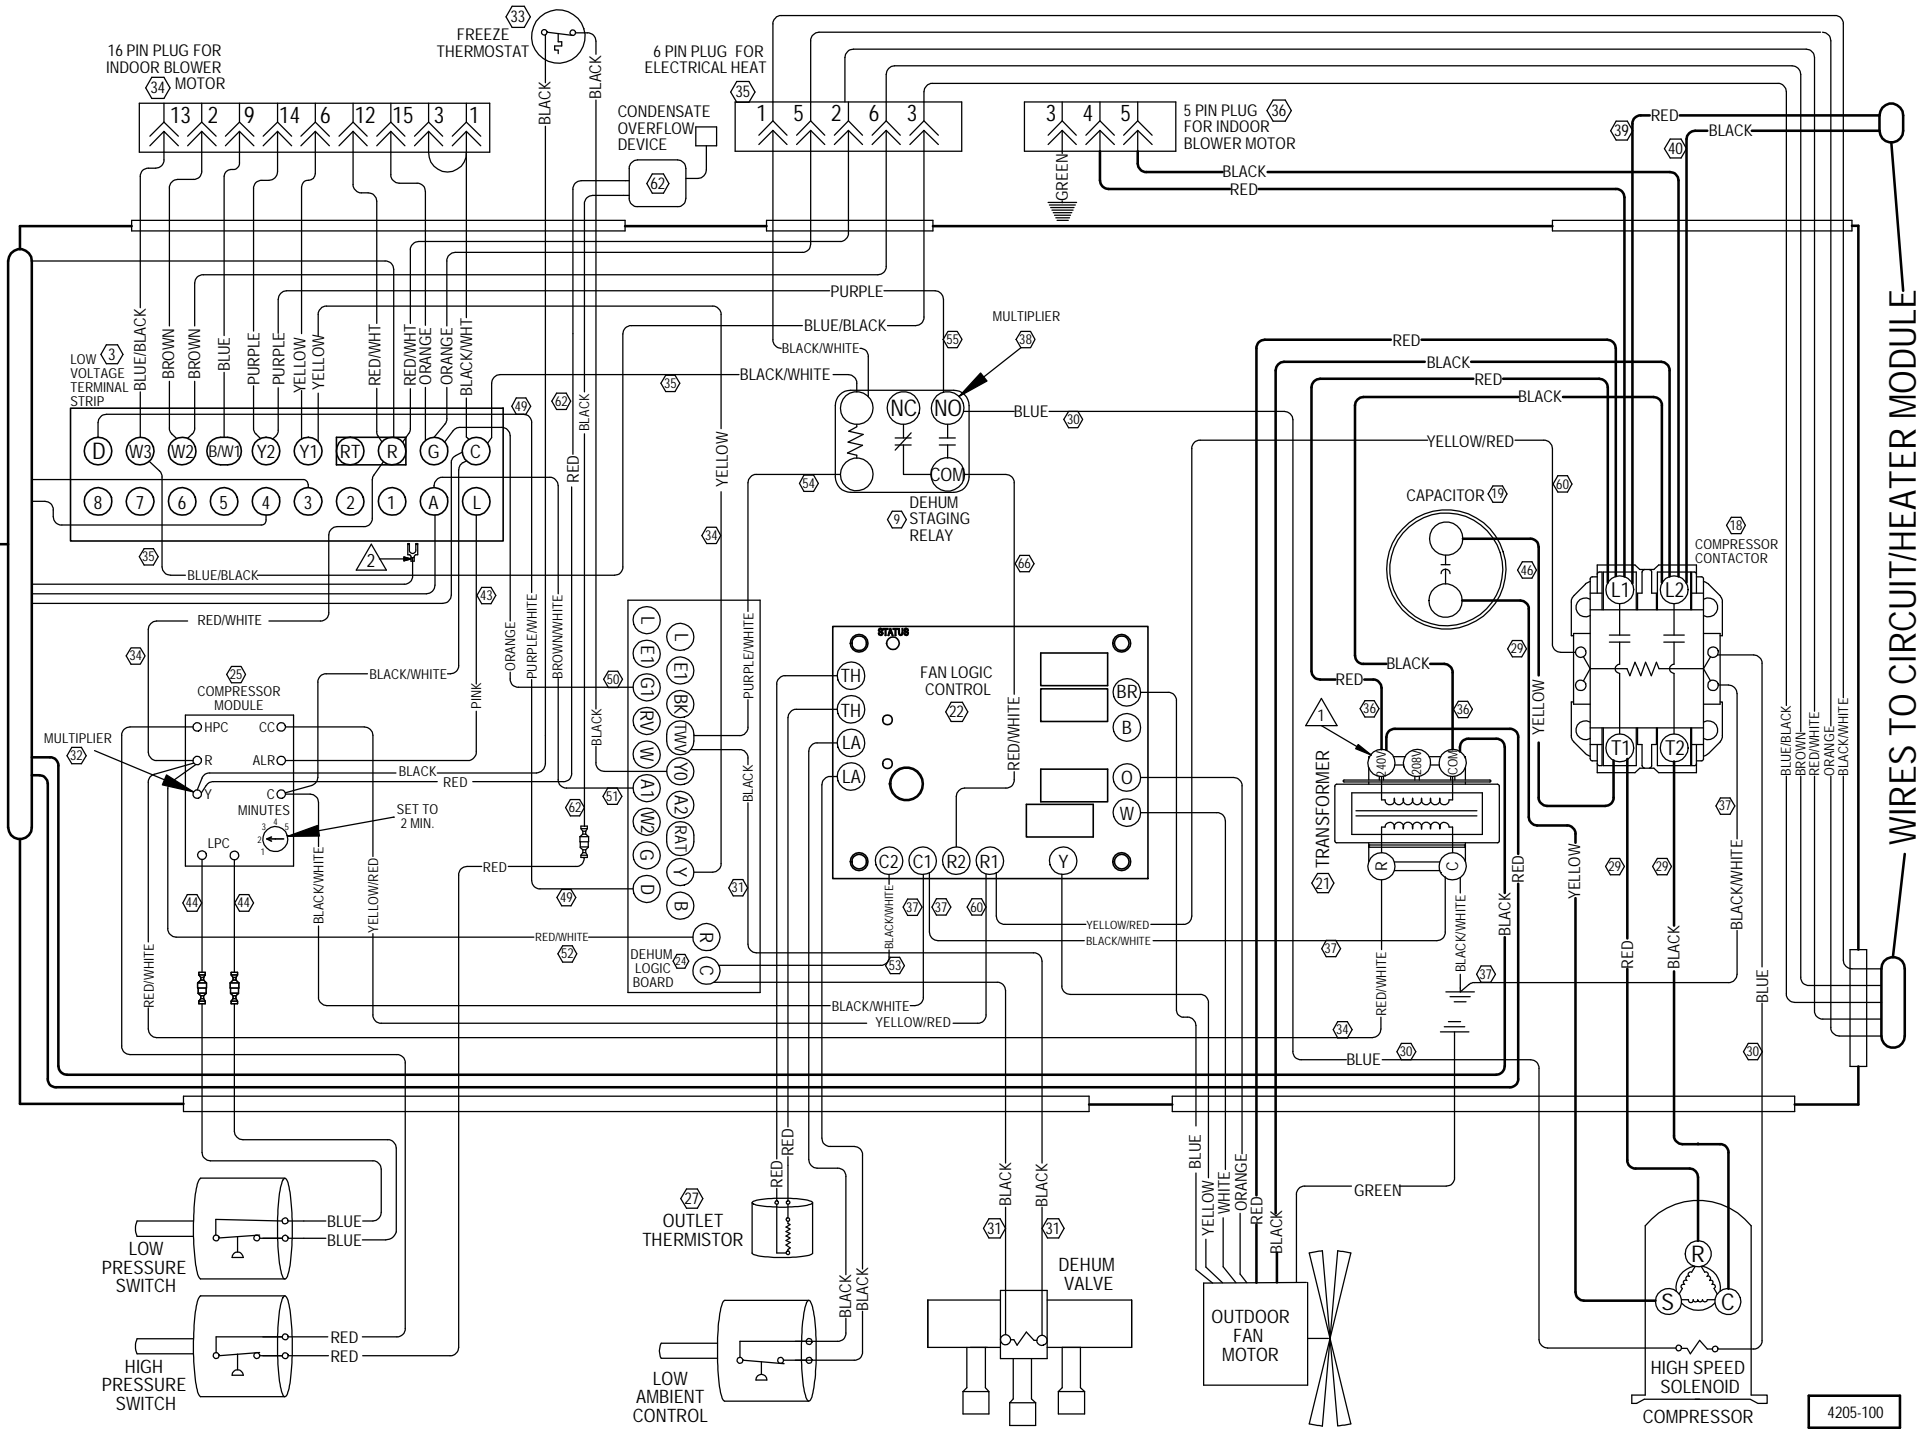 33
FREEZE
THERMOSTAT
16 PIN PLUG FOR
INDOOR BLOWER
34 MOTOR
13 2 9 14 6 12 15 3 1
BLACK
BLACK
6 PIN PLUG FOR
ELECTRICAL HEAT
35
1 5 2 6 3
CONDENSATE
OVERFLOW
DEVICE
62
3 4 5
5 PIN PLUG 36
FOR INDOOR
BLOWER MOTOR
GREEN
BLACK
RED
39
RED
40
BLACK
WIRES TO CIRCUIT/HEATER MODULE
PURPLE
BLUE/BLACK
BLACK/WHITE
BLACK/WHITE
35
55
MULTIPLIER
38
LOW 3
VOLTAGE
TERMINAL
STRIP
BLUE/BLACK
BROWN
BROWN
BLUE
PURPLE
PURPLE
YELLOW
YELLOW
RED/WHT
RED/WHT
ORANGE
ORANGE
BLACK/WHT
49
62
BLACK
RED
YELLOW
34
D W3 W2 B/W1 Y2 Y1 RT R G C
8 7 6 5 4 3 2 1 A L
35
BLUE/BLACK
2
43
NC NO
COM
BLUE
30
54
DEHUM
9 STAGING
RELAY
66
RED
BLACK
RED
BLACK
YELLOW/RED
60
CAPACITOR 19
46
29
18
COMPRESSOR
CONTACTOR
L1 L2
T1 T2
BLACK
RED
36
36
1
YELLOW
240V 208V COM
TRANSFORMER
21
R C
RED/WHITE
34
25
COMPRESSOR
MODULE
BLACK/WHITE
PINK
ORANGE
PURPLE/WHITE
BROWN/WHITE
BLACK
50
51
HPC CC
R ALR
Y C
MULTIPLIER
32
BLACK
RED
MINUTES
1 2 3 4 5
SET TO
2 MIN.
LPC
44
44
BLACK/WHITE
YELLOW/RED
RED
62
49
RED/WHITE
52
RED/WHITE
L
E1
G1
RV
W
A1
W2
G
D
L
E1
BK
TWV
Y0
A2
RAT
Y
B
R
C
DEHUM
LOGIC 24
BOARD
PURPLE/WHITE
BLACK
31
STATUS
FAN LOGIC
CONTROL
22
TH
TH
LA
LA
BR
B
O
W
C2 C1 R2 R1 Y
RED/WHITE
BLACK/WHITE
53
37
37
60
YELLOW/RED
BLACK/WHITE
37
BLACK/WHITE
YELLOW/RED
RED/WHITE
34
BLACK/WHITE
37
BLACK
RED
YELLOW
29
29
RED
BLACK
37
BLACK/WHITE
BLUE
30
BLUE
30
BLUE
BLUE
LOW
PRESSURE
SWITCH
RED
RED
HIGH
PRESSURE
SWITCH
27
OUTLET
THERMISTOR
RED
RED
BLACK
BLACK
LOW
AMBIENT
CONTROL
BLACK
BLACK
31
31
DEHUM
VALVE
BLUE
YELLOW
WHITE
ORANGE
RED
BLACK
GREEN
OUTDOOR
FAN
MOTOR
BLUE/BLACK
BROWN
RED/WHITE
ORANGE
BLACK/WHITE
R
S C
HIGH SPEED
SOLENOID
COMPRESSOR
4205-100